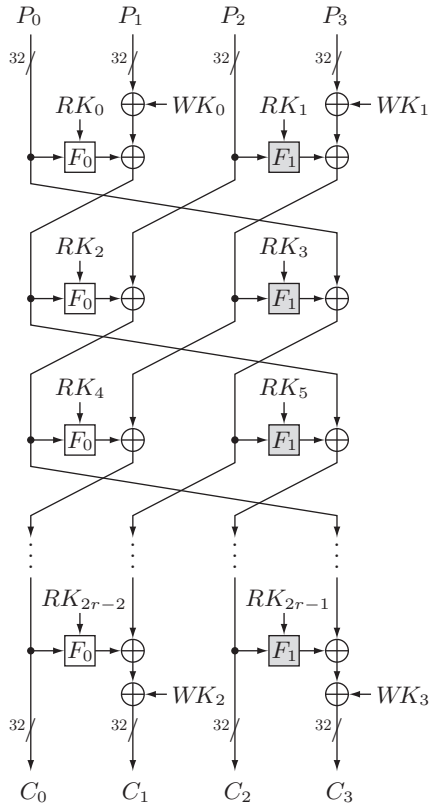 P₀ P₁ P₂ P₃
32 32 32 32
RK₀ WK₀ RK₁ WK₁
F₀ F₁
RK₂ RK₃
F₀ F₁
RK₄ RK₅
F₀ F₁
RK₂ᵣ₋₂ RK₂ᵣ₋₁
F₀ F₁
WK₂ WK₃
32 32 32 32
C₀ C₁ C₂ C₃